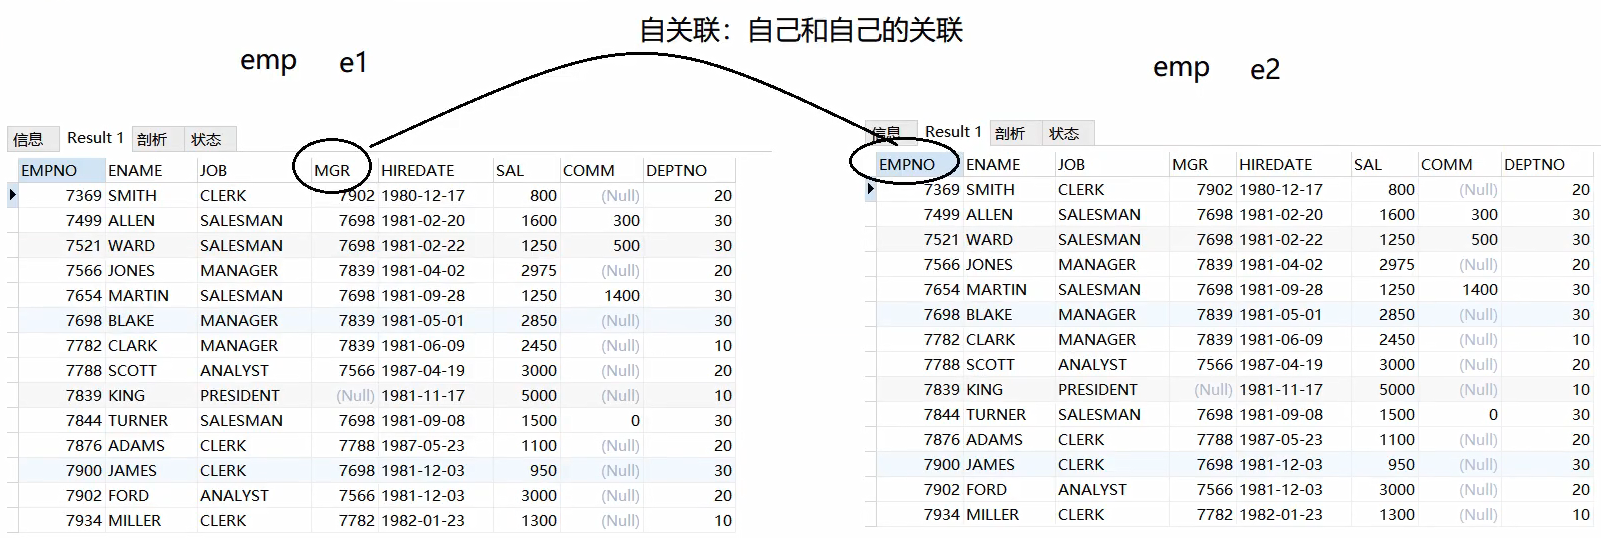 自关联：自己和自己的关联
emp e1
emp e2
信息 Result 1 剖析 状态
EMPNO ENAME JOB MGR HIREDATE SAL COMM DEPTNO
7369 SMITH CLERK 7902 1980-12-17 800 (Null) 20
7499 ALLEN SALESMAN 7698 1981-02-20 1600 300 30
7521 WARD SALESMAN 7698 1981-02-22 1250 500 30
7566 JONES MANAGER 7839 1981-04-02 2975 (Null) 20
7654 MARTIN SALESMAN 7698 1981-09-28 1250 1400 30
7698 BLAKE MANAGER 7839 1981-05-01 2850 (Null) 30
7782 CLARK MANAGER 7839 1981-06-09 2450 (Null) 10
7788 SCOTT ANALYST 7566 1987-04-19 3000 (Null) 20
7839 KING PRESIDENT (Null) 1981-11-17 5000 (Null) 10
7844 TURNER SALESMAN 7698 1981-09-08 1500 0 30
7876 ADAMS CLERK 7788 1987-05-23 1100 (Null) 20
7900 JAMES CLERK 7698 1981-12-03 950 (Null) 30
7902 FORD ANALYST 7566 1981-12-03 3000 (Null) 20
7934 MILLER CLERK 7782 1982-01-23 1300 (Null) 10
信息 Result 1 剖析 状态
EMPNO ENAME JOB MGR HIREDATE SAL COMM DEPTNO
7369 SMITH CLERK 7902 1980-12-17 800 (Null) 20
7499 ALLEN SALESMAN 7698 1981-02-20 1600 300 30
7521 WARD SALESMAN 7698 1981-02-22 1250 500 30
7566 JONES MANAGER 7839 1981-04-02 2975 (Null) 20
7654 MARTIN SALESMAN 7698 1981-09-28 1250 1400 30
7698 BLAKE MANAGER 7839 1981-05-01 2850 (Null) 30
7782 CLARK MANAGER 7839 1981-06-09 2450 (Null) 10
7788 SCOTT ANALYST 7566 1987-04-19 3000 (Null) 20
7839 KING PRESIDENT (Null) 1981-11-17 5000 (Null) 10
7844 TURNER SALESMAN 7698 1981-09-08 1500 0 30
7876 ADAMS CLERK 7788 1987-05-23 1100 (Null) 20
7900 JAMES CLERK 7698 1981-12-03 950 (Null) 30
7902 FORD ANALYST 7566 1981-12-03 3000 (Null) 20
7934 MILLER CLERK 7782 1982-01-23 1300 (Null) 10